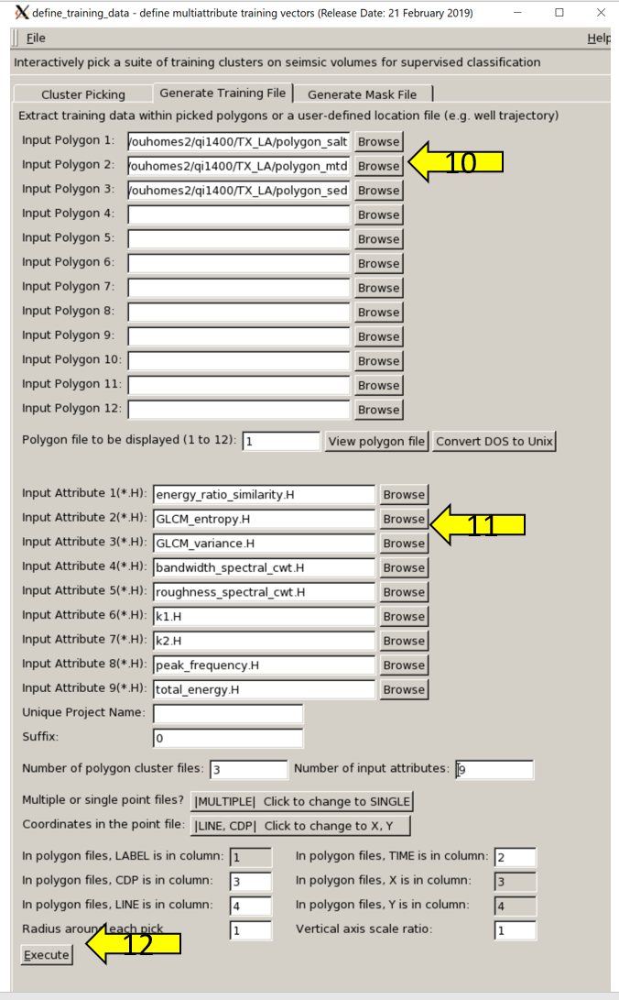 define_training_data - define multiattribute training vectors (Release Date: 21 February 2019)
File Help
Interactively pick a suite of training clusters on seimsic volumes for supervised classification
Cluster Picking Generate Training File Generate Mask File
Extract training data within picked polygons or a user-defined location file (e.g. well trajectory)
Input Polygon 1: /ouhomes2/qi1400/TX_LA/polygon_salt Browse
Input Polygon 2: /ouhomes2/qi1400/TX_LA/polygon_mtd Browse 10
Input Polygon 3: /ouhomes2/qi1400/TX_LA/polygon_sed Browse
Input Polygon 4: Browse
Input Polygon 5: Browse
Input Polygon 6: Browse
Input Polygon 7: Browse
Input Polygon 8: Browse
Input Polygon 9: Browse
Input Polygon 10: Browse
Input Polygon 11: Browse
Input Polygon 12: Browse
Polygon file to be displayed (1 to 12): 1 View polygon file Convert DOS to Unix
Input Attribute 1(*.H): energy_ratio_similarity.H Browse
Input Attribute 2(*.H): GLCM_entropy.H Browse 11
Input Attribute 3(*.H): GLCM_variance.H Browse
Input Attribute 4(*.H): bandwidth_spectral_cwt.H Browse
Input Attribute 5(*.H): roughness_spectral_cwt.H Browse
Input Attribute 6(*.H): k1.H Browse
Input Attribute 7(*.H): k2.H Browse
Input Attribute 8(*.H): peak_frequency.H Browse
Input Attribute 9(*.H): total_energy.H Browse
Unique Project Name:
Suffix: 0
Number of polygon cluster files: 3 Number of input attributes: 9
Multiple or single point files? |MULTIPLE| Click to change to SINGLE
Coordinates in the point file: |LINE, CDP| Click to change to X, Y
In polygon files, LABEL is in column: 1 In polygon files, TIME is in column: 2
In polygon files, CDP is in column: 3 In polygon files, X is in column: 3
In polygon files, LINE is in column: 4 In polygon files, Y is in column: 4
Radius around each pick 1 Vertical axis scale ratio: 1
12
Execute